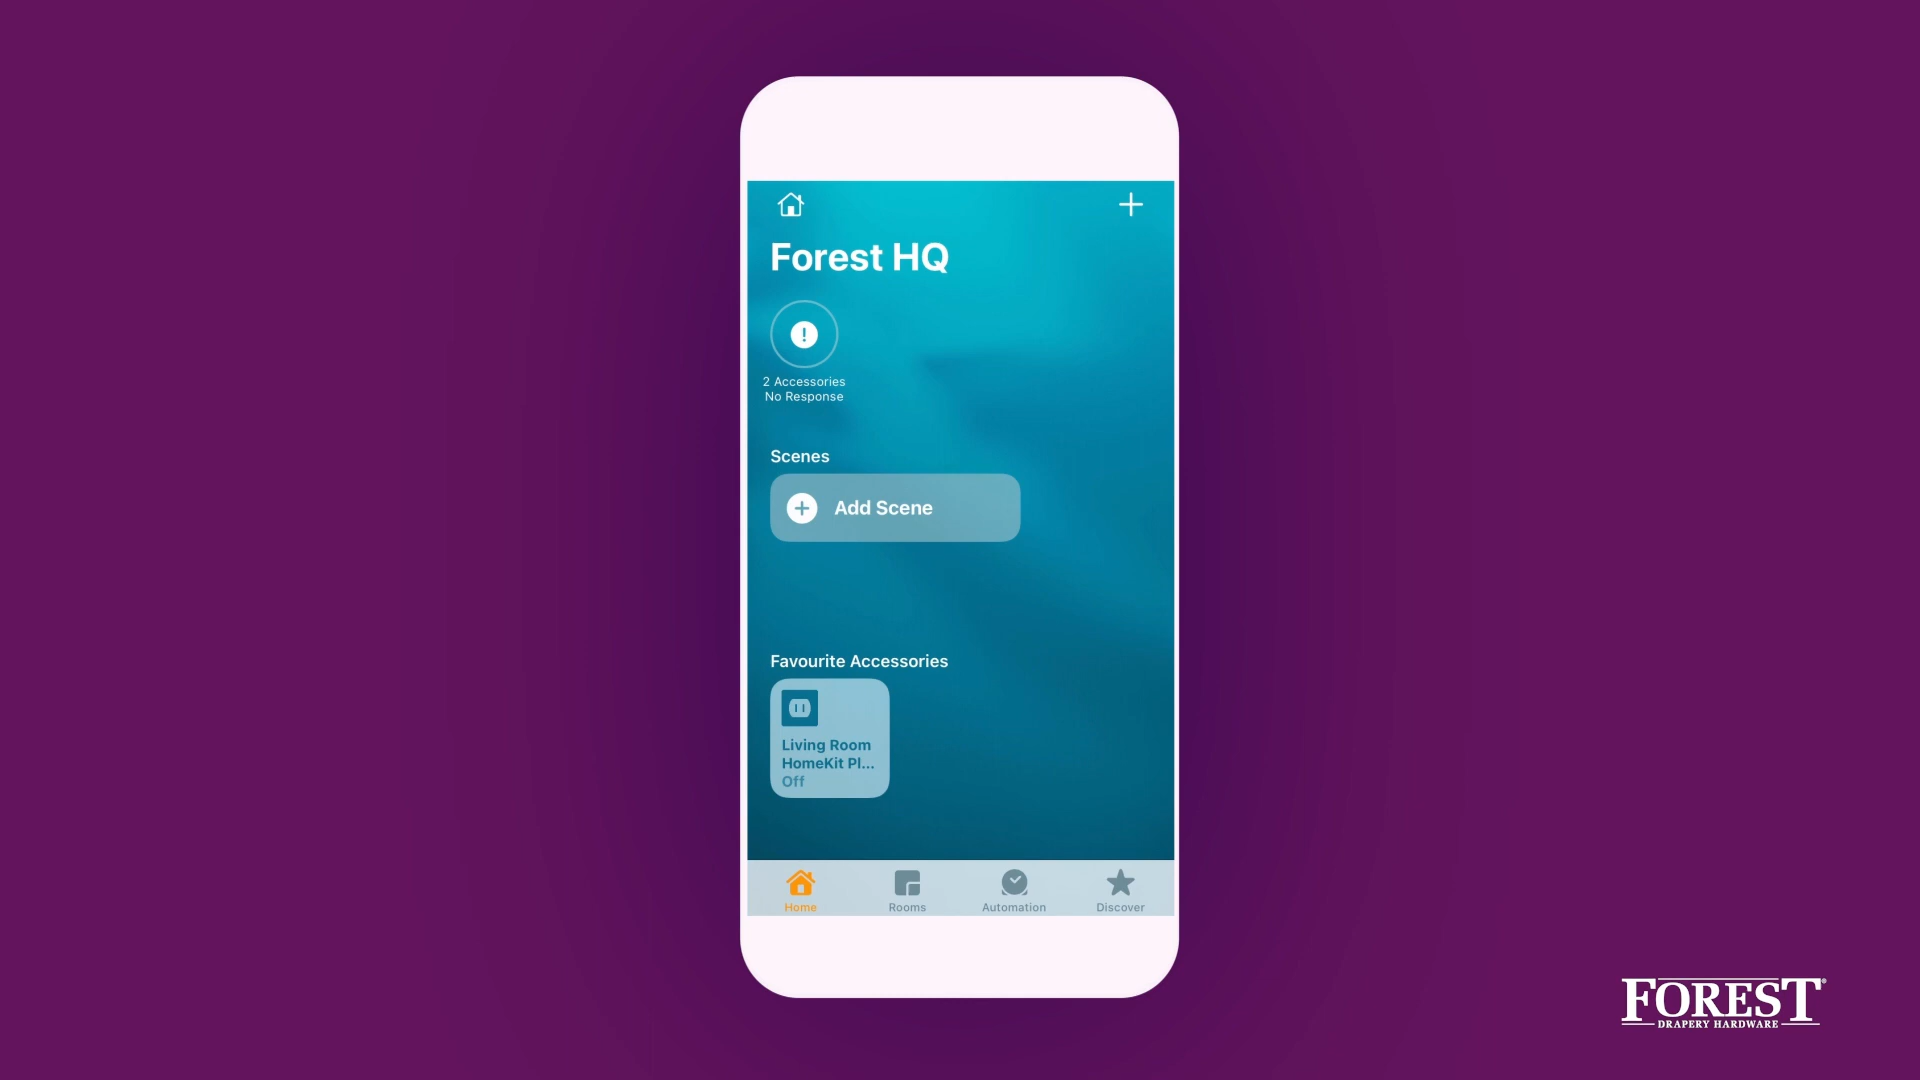 Forest HQ
2 Accessories
No Response
Scenes
Add Scene
Favourite Accessories
Living Room
HomeKit Pl...
Off
Home
Rooms
Automation
Discover
FOREST®
DRAPERY HARDWARE